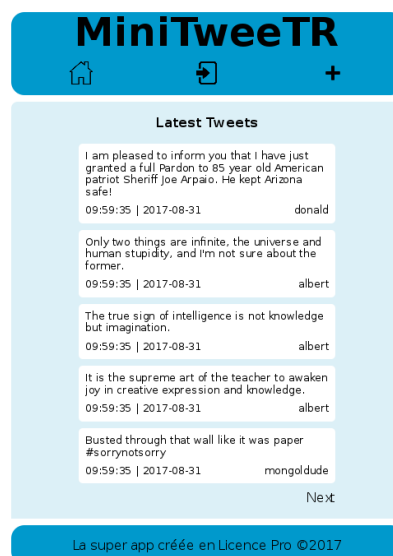 MiniTweeTR
+
Latest Tweets
I am pleased to inform you that I have just
granted a full Pardon to 85 year old American
patriot Sheriff Joe Arpaio. He kept Arizona
safe!
09:59:35 | 2017-08-31 donald
Only two things are infinite, the universe and
human stupidity, and I'm not sure about the
former.
09:59:35 | 2017-08-31 albert
The true sign of intelligence is not knowledge
but imagination.
09:59:35 | 2017-08-31 albert
It is the supreme art of the teacher to awaken
joy in creative expression and knowledge.
09:59:35 | 2017-08-31 albert
Busted through that wall like it was paper
#sorrynotsorry
09:59:35 | 2017-08-31 mongoldude
Next
La super app créée en Licence Pro ©2017